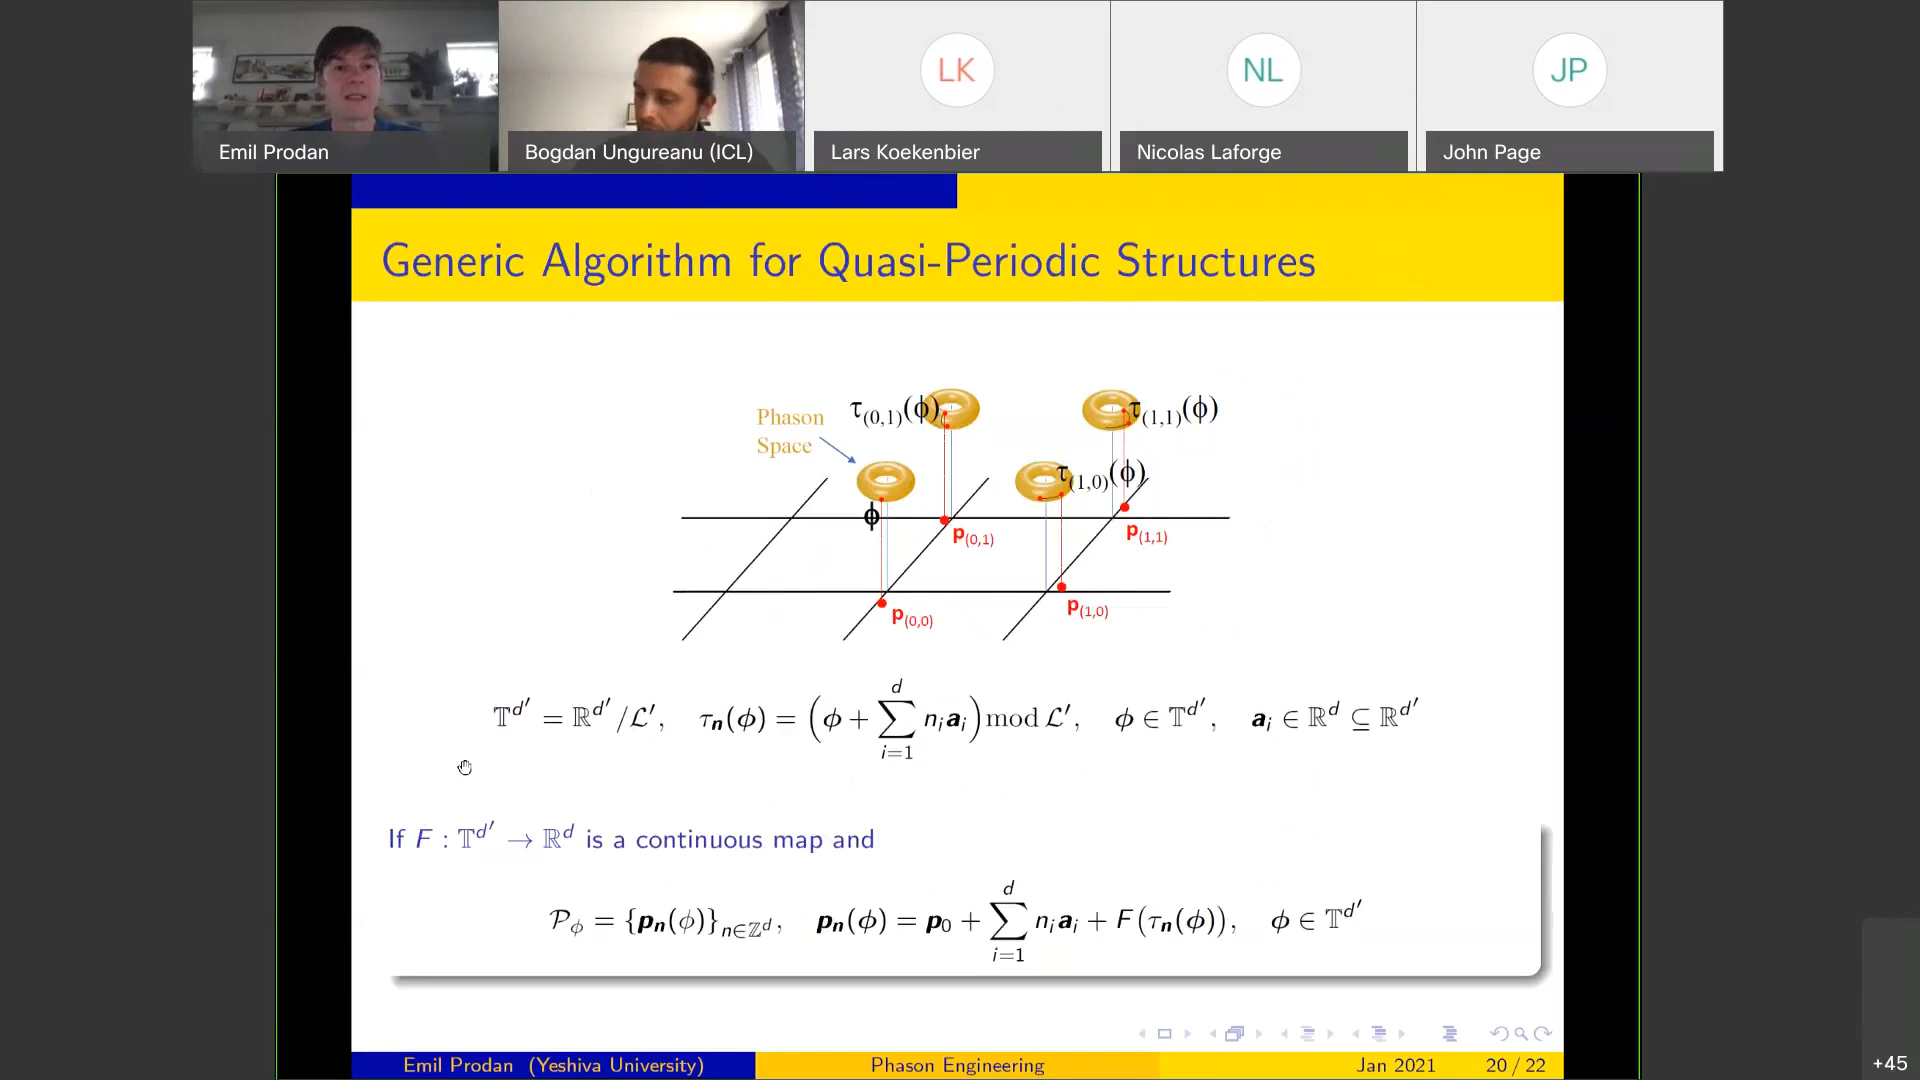 LK
NL
JP
Emil Prodan
Bogdan Ungureanu (ICL)
Lars Koekenbier
Nicolas Laforge
John Page
Generic Algorithm for Quasi-Periodic Structures
Phason
Space
τ(0,1)(ϕ)
τ(1,1)(ϕ)
τ(1,0)(ϕ)
ϕ
p(0,1)
p(1,1)
p(0,0)
p(1,0)
𝕋^{d′} = ℝ^{d′}/ℒ′, τ_n(ϕ) = (ϕ + ∑_{i=1}^{d} n_i a_i) mod ℒ′, ϕ ∈ 𝕋^{d′}, a_i ∈ ℝ^d ⊆ ℝ^{d′}
If F : 𝕋^{d′} → ℝ^d is a continuous map and
𝒫_ϕ = {p_n(ϕ)}_{n∈ℤ^d}, p_n(ϕ) = p_0 + ∑_{i=1}^{d} n_i a_i + F(τ_n(ϕ)), ϕ ∈ 𝕋^{d′}
Emil Prodan (Yeshiva University) Phason Engineering Jan 2021 20 / 22
+45